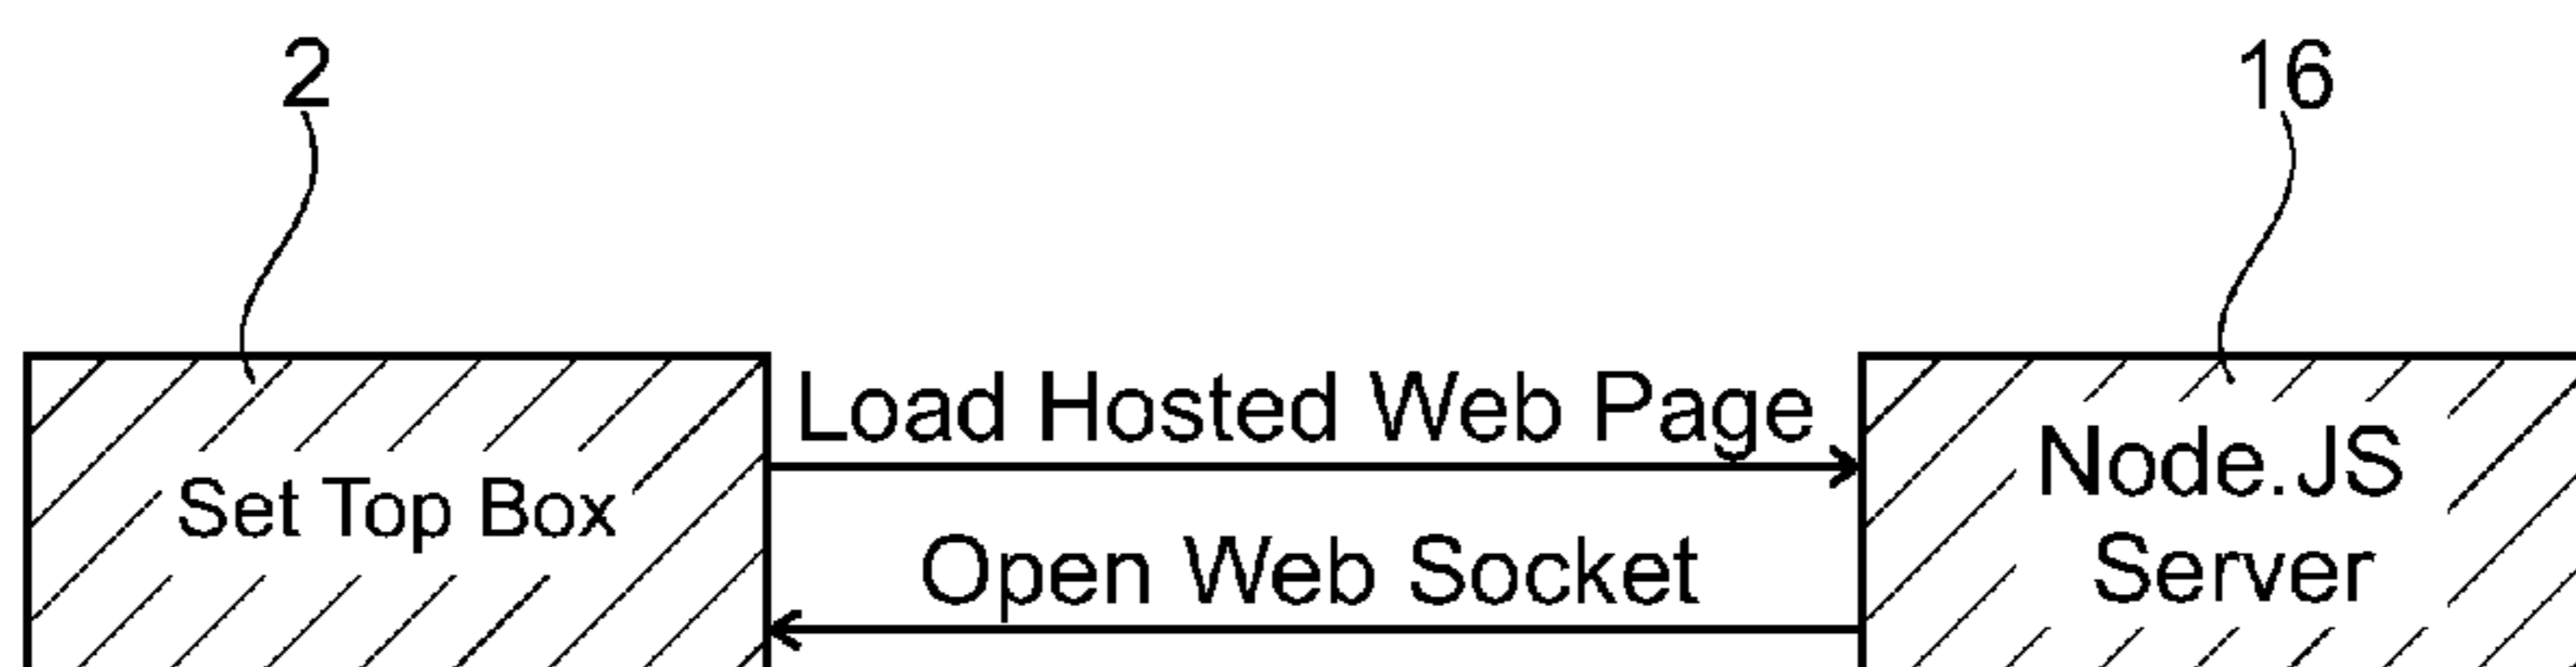 2
16
Load Hosted Web Page
Set Top Box
Node.JS
Server
Open Web Socket